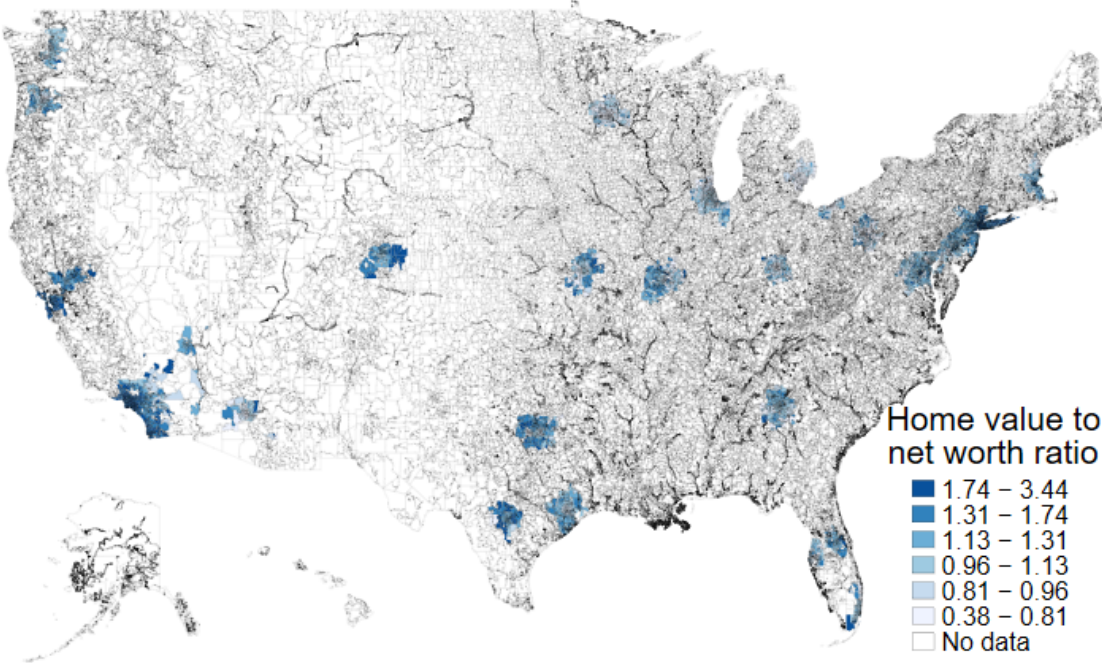 Home value to
net worth ratio
1.74 − 3.44
1.31 − 1.74
1.13 − 1.31
0.96 − 1.13
0.81 − 0.96
0.38 − 0.81
No data